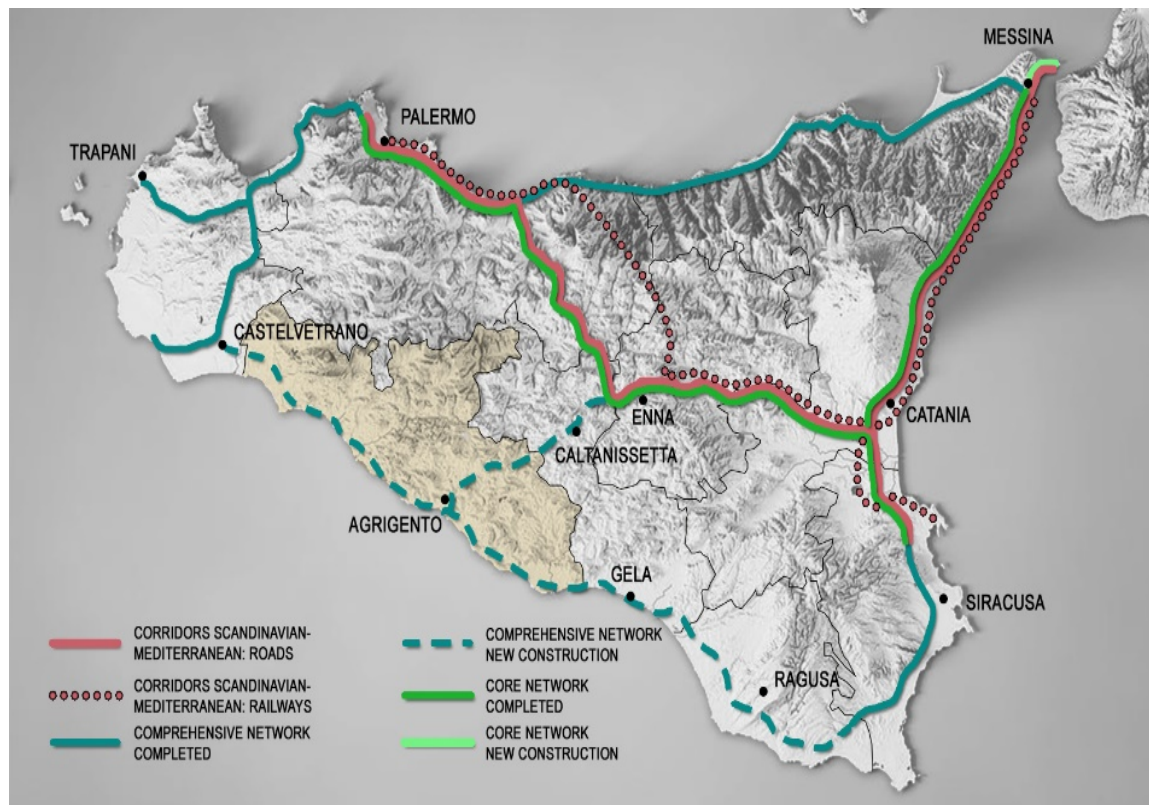 MESSINA
PALERMO
TRAPANI
CASTELVETRANO
ENNA
CATANIA
CALTANISSETTA
AGRIGENTO
GELA
SIRACUSA
RAGUSA
CORRIDORS SCANDINAVIAN-
MEDITERRANEAN: ROADS
CORRIDORS SCANDINAVIAN-
MEDITERRANEAN: RAILWAYS
COMPREHENSIVE NETWORK
COMPLETED
COMPREHENSIVE NETWORK
NEW CONSTRUCTION
CORE NETWORK
COMPLETED
CORE NETWORK
NEW CONSTRUCTION